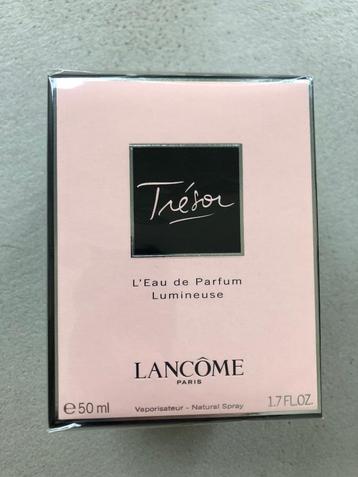 Trésor
L'Eau de Parfum
Lumineuse
LANCÔME
PARIS
℮50 ml
Vaporisateur - Natural Spray
1.7 FL.OZ.